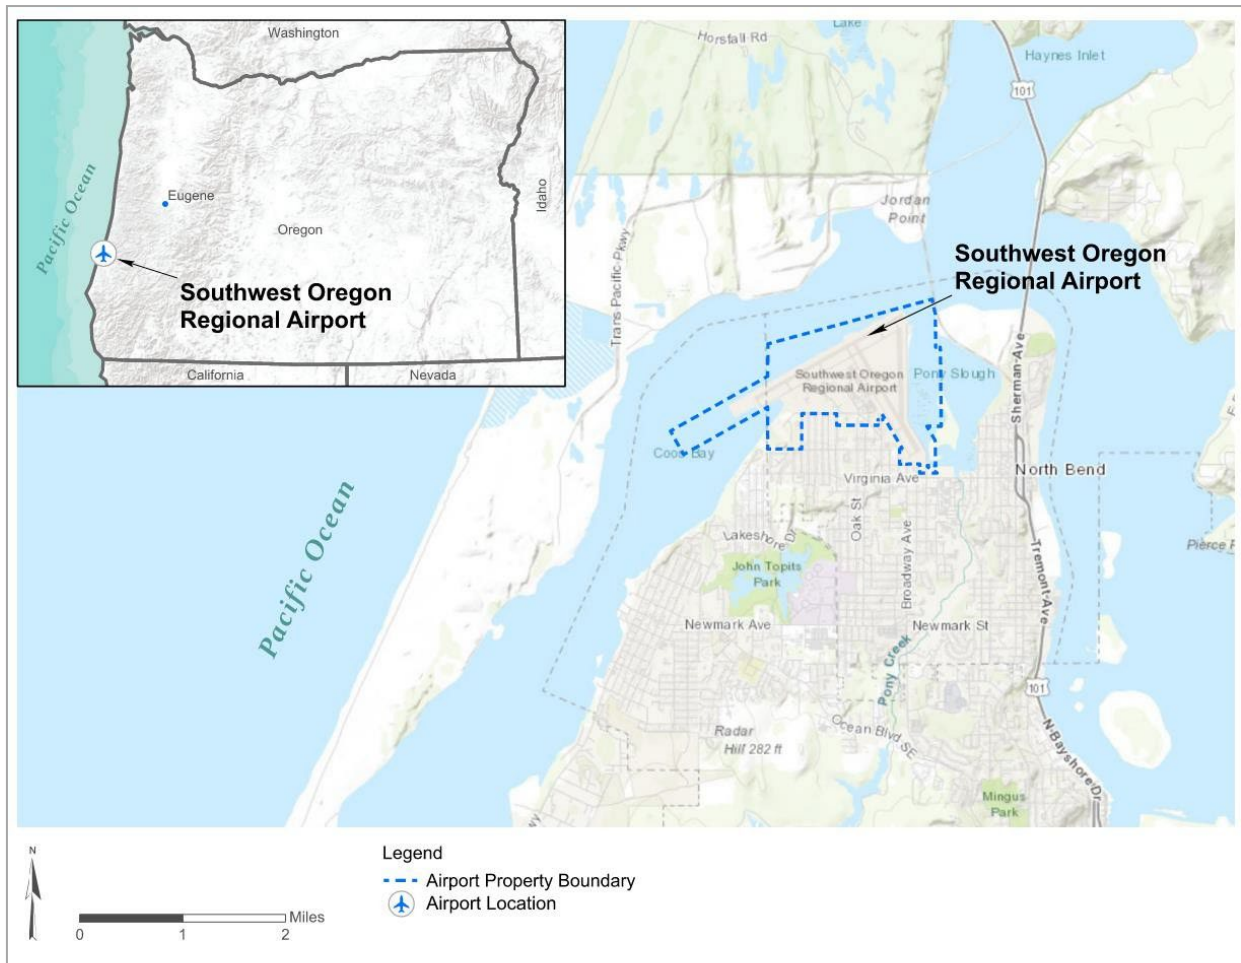 Washington
Pacific Ocean
Eugene
Oregon
Idaho
Southwest Oregon
Regional Airport
California
Nevada
Lake
Horsfall Rd
Haynes Inlet
101
Jordan
Point
Trans Pacific Pkwy
Southwest Oregon
Regional Airport
Southwest Oregon
Regional Airport
Pony Slough
Sherman Ave
Coos Bay
Virginia Ave
North Bend
Pacific Ocean
Oak St
Lakeshore Dr
Broadway Ave
Tremont Ave
John Topits
Park
Newmark Ave
Newmark St
Pony Creek
101
Radar
Hill 282 ft
Ocean Blvd SE
N Bayshore Dr
Mingus
Park
Pierce
N
Miles
0
1
2
Legend
Airport Property Boundary
Airport Location